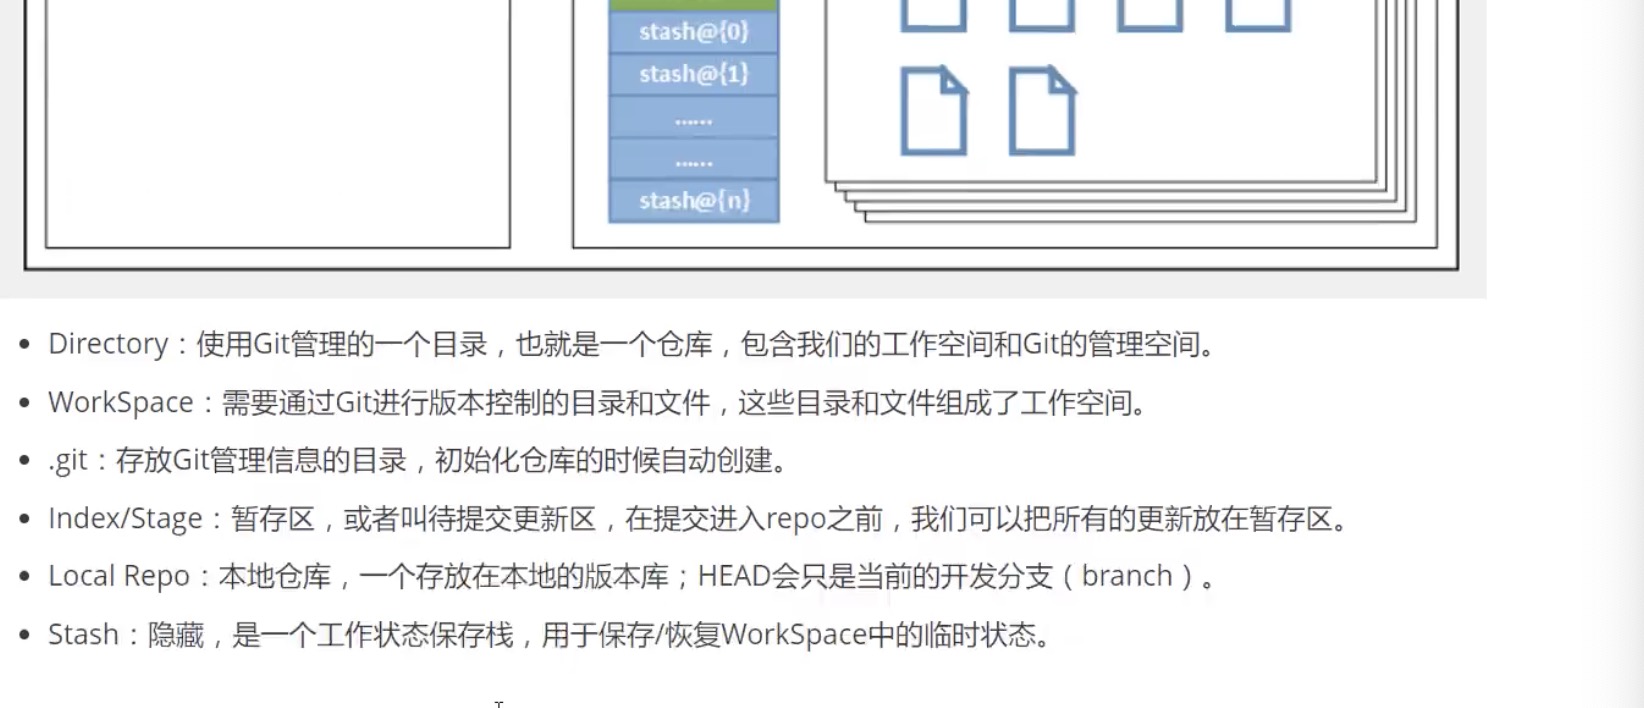 stash@{0}
stash@{1}
......
......
stash@{n}
Directory：使用Git管理的一个目录，也就是一个仓库，包含我们的工作空间和Git的管理空间。
WorkSpace：需要通过Git进行版本控制的目录和文件，这些目录和文件组成了工作空间。
.git：存放Git管理信息的目录，初始化仓库的时候自动创建。
Index/Stage：暂存区，或者叫待提交更新区，在提交进入repo之前，我们可以把所有的更新放在暂存区。
Local Repo：本地仓库，一个存放在本地的版本库；HEAD会只是当前的开发分支（branch）。
Stash：隐藏，是一个工作状态保存栈，用于保存/恢复WorkSpace中的临时状态。